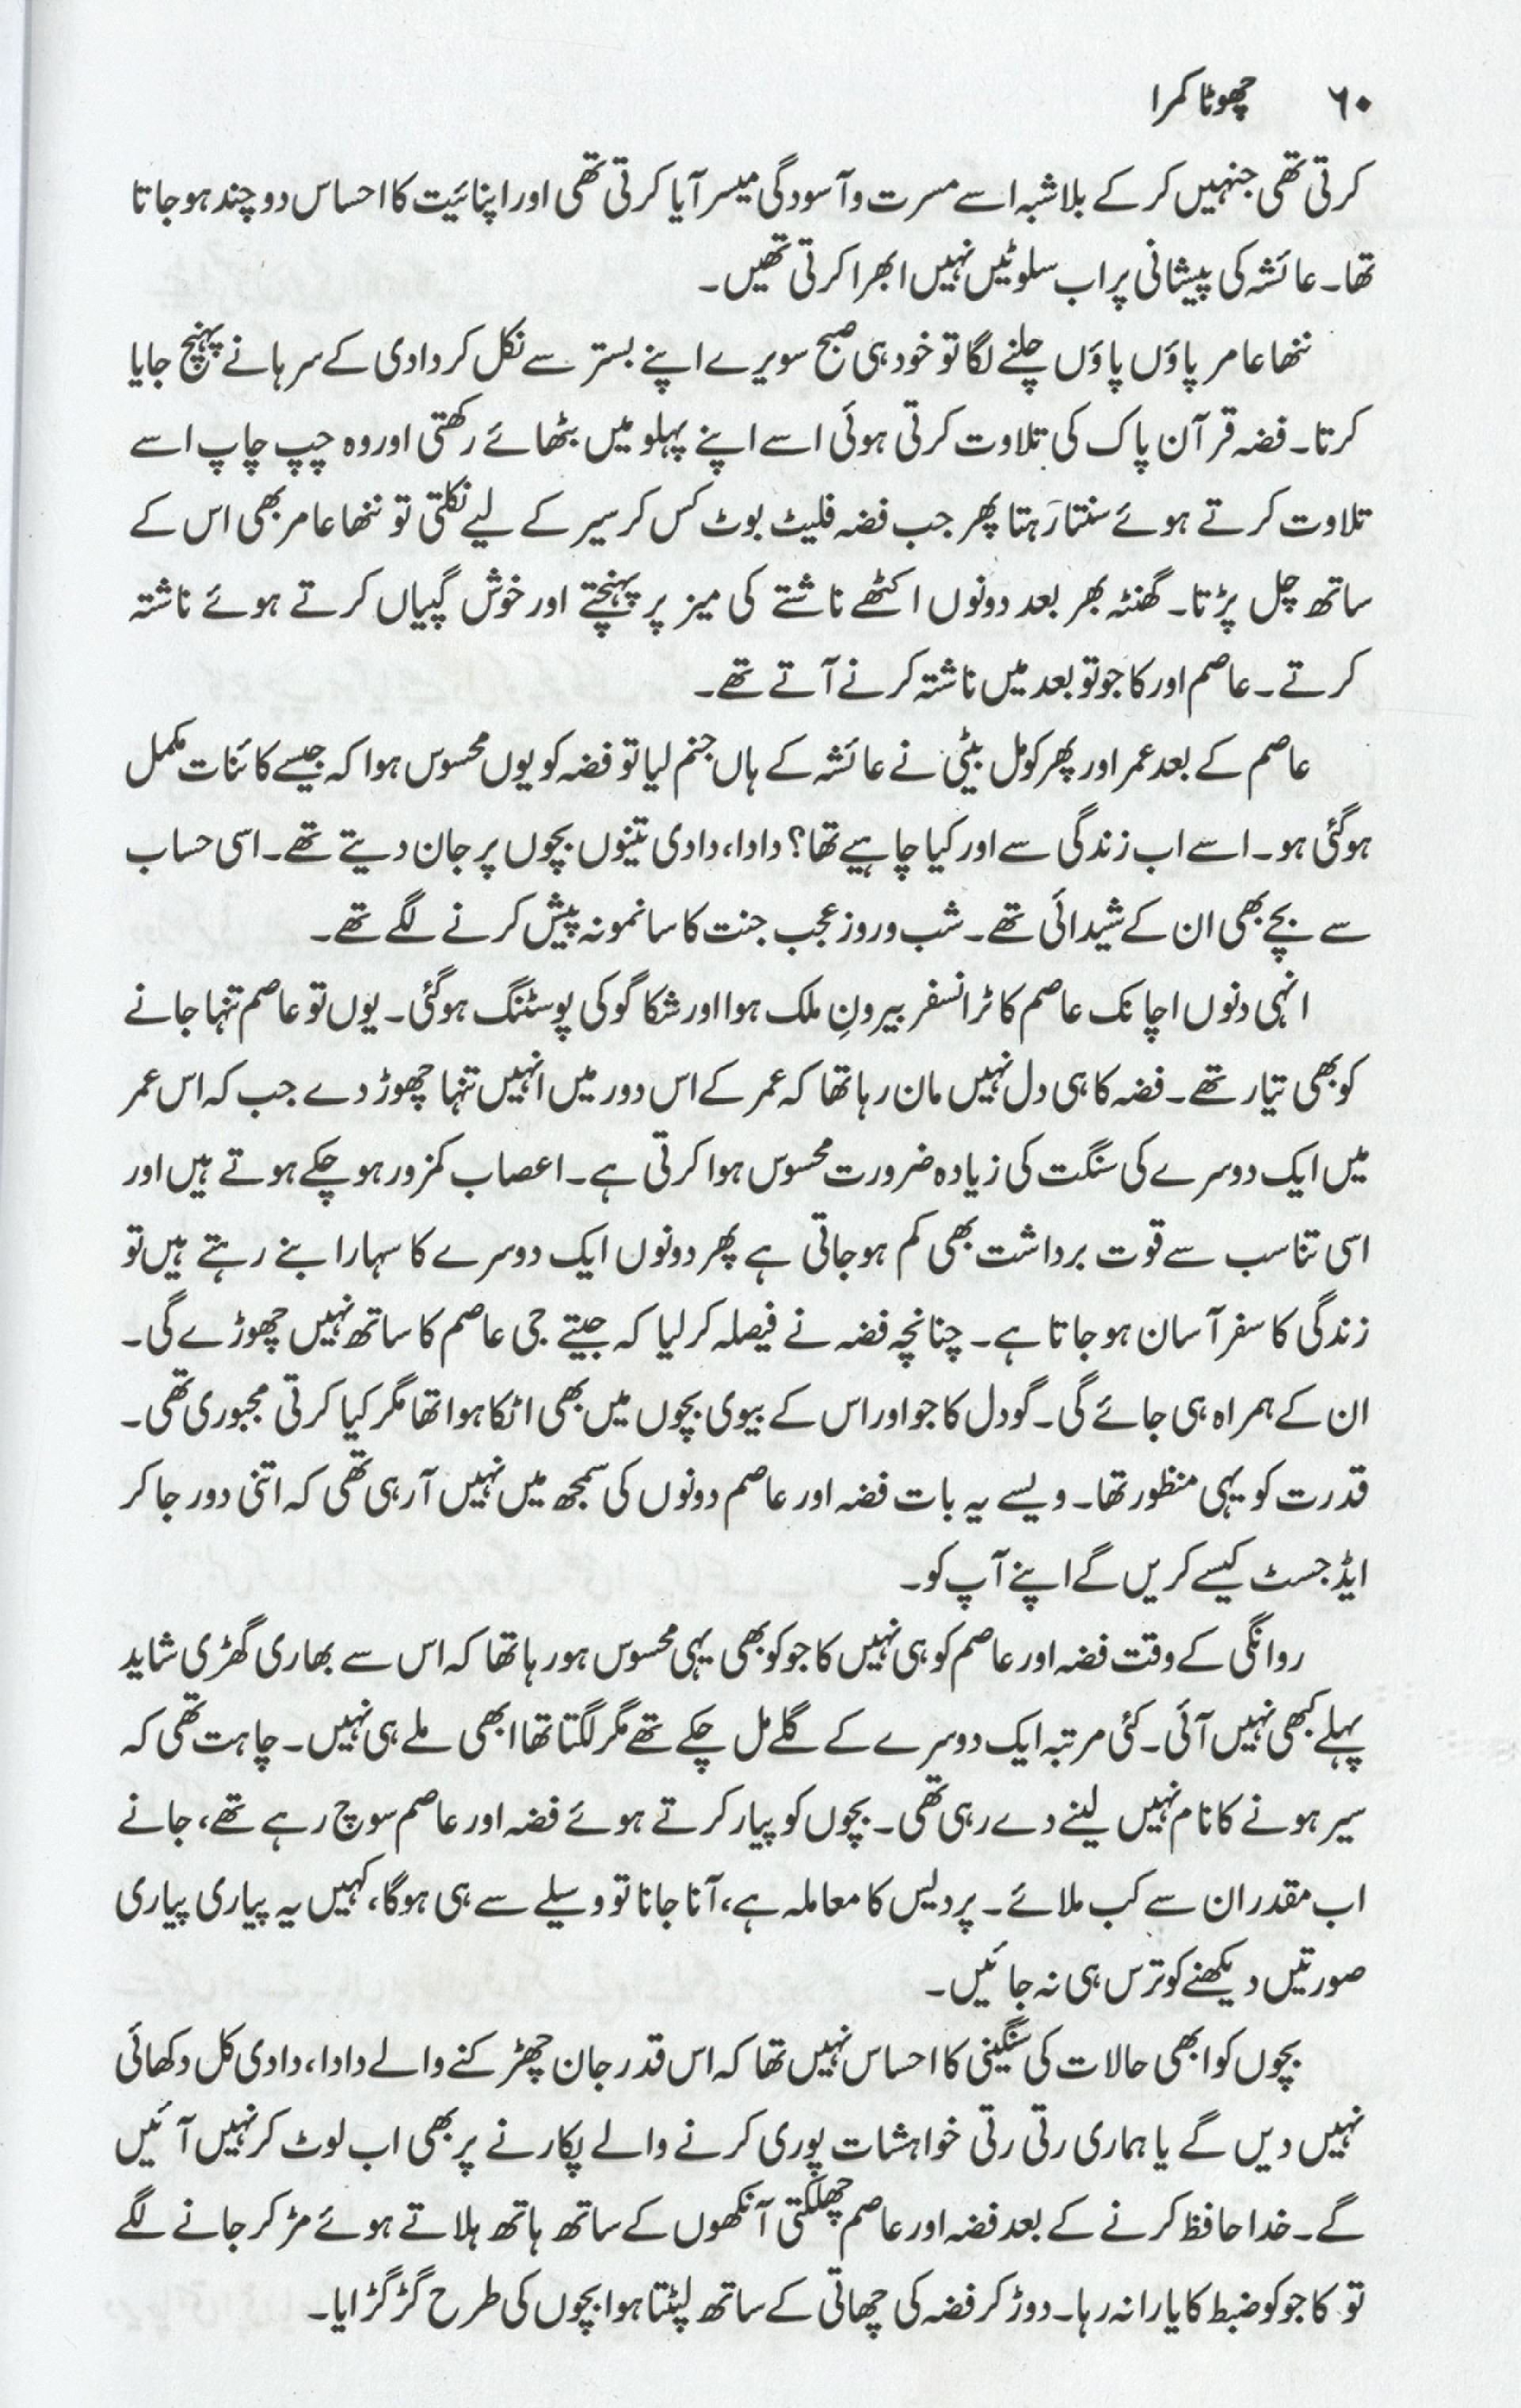 ۶۰ چھوٹا کمرا
کرتی تھی جنہیں کر کے بلاشبہ اسے مسرت و آسودگی میسر آیا کرتی تھی اور اپنائیت کا احساس دو چند ہو جاتا
تھا۔ عائشہ کی پیشانی پر اب سلوٹیں نہیں ابھرا کرتی تھیں۔
ننھا عامر پاؤں پاؤں چلنے لگا تو خود ہی صبح سویرے اپنے بستر سے نکل کر دادی کے سرہانے پہنچ جایا
کرتا۔ فضہ قرآن پاک کی تلاوت کرتی ہوئی اسے اپنے پہلو میں بٹھائے رکھتی اور وہ چپ چاپ اسے
تلاوت کرتے ہوئے سنتا رَہتا پھر جب فضہ فلیٹ بوٹ کس کر سیر کے لیے نکلتی تو ننھا عامر بھی اس کے
ساتھ چل پڑتا۔ گھنٹہ بھر بعد دونوں اکٹھے ناشتے کی میز پر پہنچتے اور خوش گپیاں کرتے ہوئے ناشتہ
کرتے۔ عاصم اور کاجو تو بعد میں ناشتہ کرنے آتے تھے۔
عاصم کے بعد عمر اور پھر کومل بیٹی نے عائشہ کے ہاں جنم لیا تو فضہ کو یوں محسوس ہوا کہ جیسے کائنات مکمل
ہوگئی ہو۔ اسے اب زندگی سے اور کیا چاہیے تھا؟ دادا، دادی تینوں بچوں پر جان دیتے تھے۔ اسی حساب
سے بچے بھی ان کے شیدائی تھے۔ شب و روز عجب جنت کا سا نمونہ پیش کرنے لگے تھے۔
انہی دنوں اچانک عاصم کا ٹرانسفر بیرونِ ملک ہوا اور شکاگو کی پوسٹنگ ہوگئی۔ یوں تو عاصم تنہا جانے
کو بھی تیار تھے۔ فضہ کا ہی دل نہیں مان رہا تھا کہ عمر کے اس دور میں انہیں تنہا چھوڑ دے جب کہ اس عمر
میں ایک دوسرے کی سنگت کی زیادہ ضرورت محسوس ہوا کرتی ہے۔ اعصاب کمزور ہو چکے ہوتے ہیں اور
اسی تناسب سے قوت برداشت بھی کم ہو جاتی ہے پھر دونوں ایک دوسرے کا سہارا بنے رہتے ہیں تو
زندگی کا سفر آسان ہو جاتا ہے۔ چنانچہ فضہ نے فیصلہ کر لیا کہ جیتے جی عاصم کا ساتھ نہیں چھوڑے گی۔
ان کے ہمراہ ہی جائے گی۔ گو دل کاجو اور اس کے بیوی بچوں میں بھی اٹکا ہوا تھا مگر کیا کرتی مجبوری تھی۔
قدرت کو یہی منظور تھا۔ ویسے یہ بات فضہ اور عاصم دونوں کی سمجھ میں نہیں آرہی تھی کہ اتنی دور جا کر
ایڈجسٹ کیسے کریں گے اپنے آپ کو۔
روانگی کے وقت فضہ اور عاصم کو ہی نہیں کاجو کو بھی یہی محسوس ہو رہا تھا کہ اس سے بھاری گھڑی شاید
پہلے کبھی نہیں آئی۔ کئی مرتبہ ایک دوسرے کے گلے مل چکے تھے مگر لگتا تھا ابھی ملے ہی نہیں۔ چاہت تھی کہ
سیر ہونے کا نام نہیں لینے دے رہی تھی۔ بچوں کو پیار کرتے ہوئے فضہ اور عاصم سوچ رہے تھے، جانے
اب مقدر ان سے کب ملائے۔ پردیس کا معاملہ ہے، آنا جانا تو وسیلے سے ہی ہوگا، کہیں یہ پیاری پیاری
صورتیں دیکھنے کو ترس ہی نہ جائیں۔
بچوں کو ابھی حالات کی سنگینی کا احساس نہیں تھا کہ اس قدر جان چھڑکنے والے دادا، دادی کل دکھائی
نہیں دیں گے یا ہماری رتی رتی خواہشات پوری کرنے والے پکارنے پر بھی اب لوٹ کر نہیں آئیں
گے۔ خدا حافظ کرنے کے بعد فضہ اور عاصم چھلکتی آنکھوں کے ساتھ ہاتھ ہلاتے ہوئے مڑ کر جانے لگے
تو کاجو کو ضبط کا یارا نہ رہا۔ دوڑ کر فضہ کی چھاتی کے ساتھ لپٹتا ہوا بچوں کی طرح گڑگڑایا۔